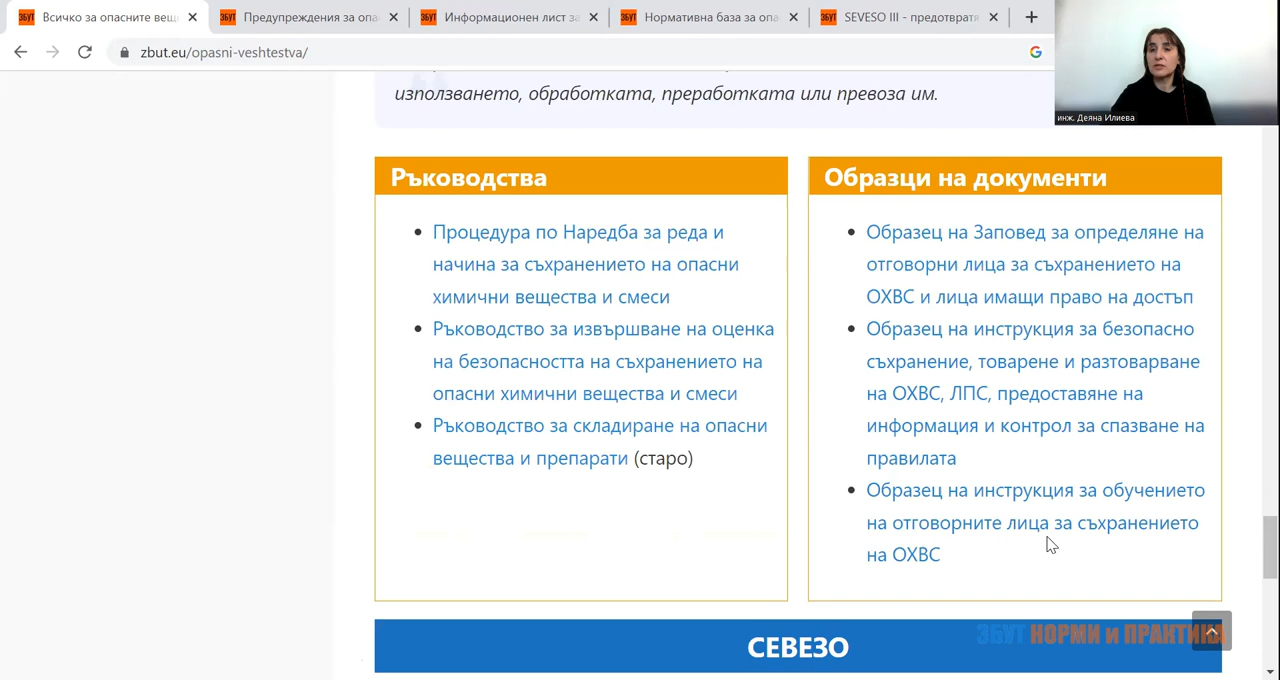 ЗБУТ Всичко за опасните вещ
ЗБУТ Предупреждения за опа
ЗБУТ Информационен лист за
ЗБУТ Нормативна база за опа
ЗБУТ SEVESO III - предотвратя
zbut.eu/opasni-veshtestva/
инж. Деяна Илиева
използването, обработката, преработката или превоза им.
Ръководства
Процедура по Наредба за реда и
начина за съхранението на опасни
химични вещества и смеси
Ръководство за извършване на оценка
на безопасността на съхранението на
опасни химични вещества и смеси
Ръководство за складиране на опасни
вещества и препарати (старо)
Образци на документи
Образец на Заповед за определяне на
отговорни лица за съхранението на
ОХВС и лица имащи право на достъп
Образец на инструкция за безопасно
съхранение, товарене и разтоварване
на ОХВС, ЛПС, предоставяне на
информация и контрол за спазване на
правилата
Образец на инструкция за обучението
на отговорните лица за съхранението
на ОХВС
СЕВЕЗО
ЗБУТ НОРМИ и ПРАКТИКА